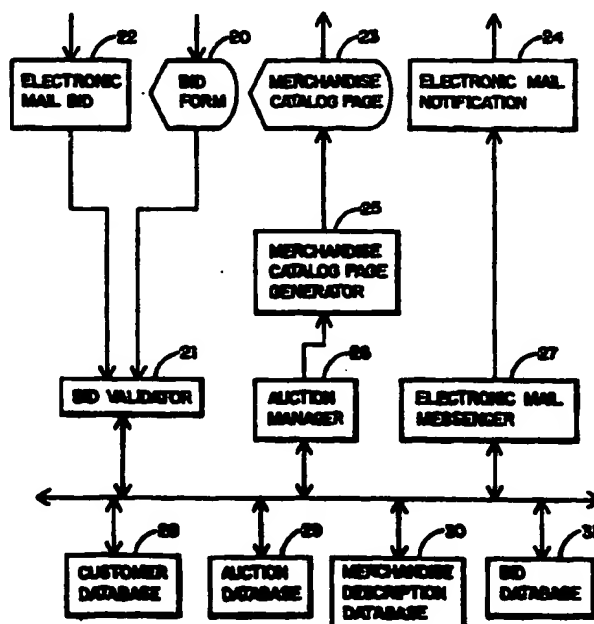 22
20
23
24
ELECTRONIC
MAIL BID
BID
FORM
MERCHANDISE
CATALOG PAGE
ELECTRONIC MAIL
NOTIFICATION
25
MERCHANDISE
CATALOG PAGE
GENERATOR
21
26
27
BID VALIDATOR
AUCTION
MANAGER
ELECTRONIC MAIL
MESSENGER
28
29
30
CUSTOMER
DATABASE
AUCTION
DATABASE
MERCHANDISE
DESCRIPTION
DATABASE
BID
DATABASE